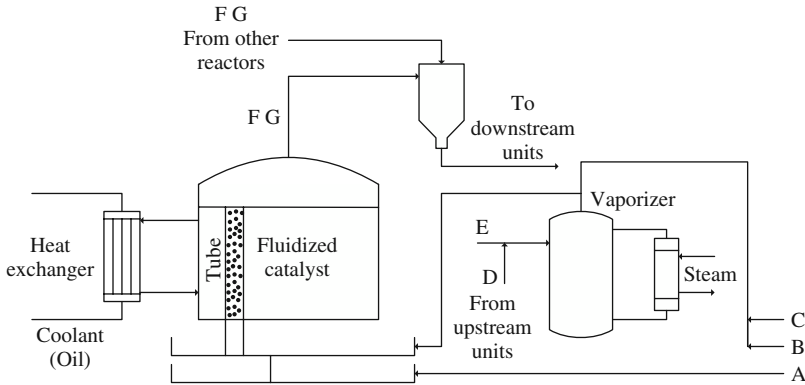 F G
From other
reactors
F G
To
downstream
units
Vaporizer
E
Heat
exchanger
Tube
Fluidized
catalyst
Steam
D
From
upstream
units
Coolant
(Oil)
C
B
A